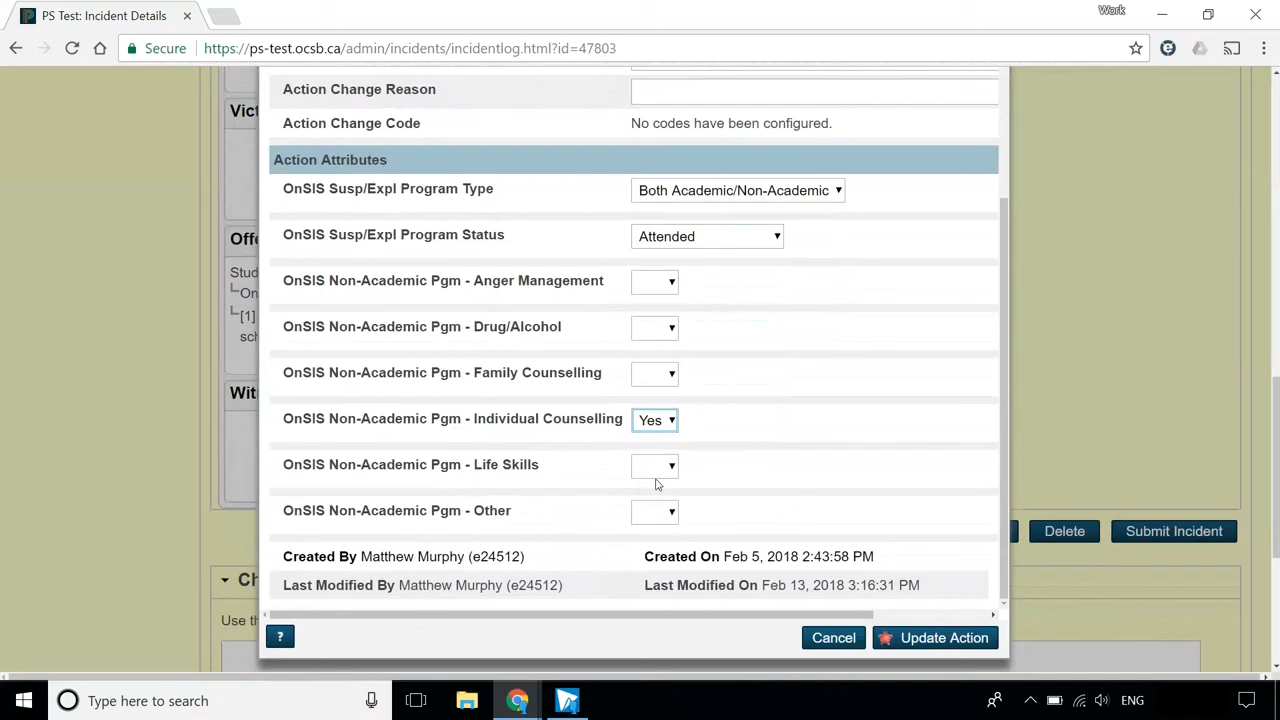 PS Test: Incident Details
Work
Secure https://ps-test.ocsb.ca/admin/incidents/incidentlog.html?id=47803
Action Change Reason
Vict
Action Change Code No codes have been configured.
Action Attributes
OnSIS Susp/Expl Program Type Both Academic/Non-Academic
OnSIS Susp/Expl Program Status Attended
Offe
Stud
OnSIS Non-Academic Pgm - Anger Management
On
[1]
OnSIS Non-Academic Pgm - Drug/Alcohol
sch
OnSIS Non-Academic Pgm - Family Counselling
Wit
OnSIS Non-Academic Pgm - Individual Counselling Yes
OnSIS Non-Academic Pgm - Life Skills
OnSIS Non-Academic Pgm - Other
Delete Submit Incident
Created By Matthew Murphy (e24512) Created On Feb 5, 2018 2:43:58 PM
Ch
Last Modified By Matthew Murphy (e24512) Last Modified On Feb 13, 2018 3:16:31 PM
Use th
? Cancel Update Action
Type here to search
ENG